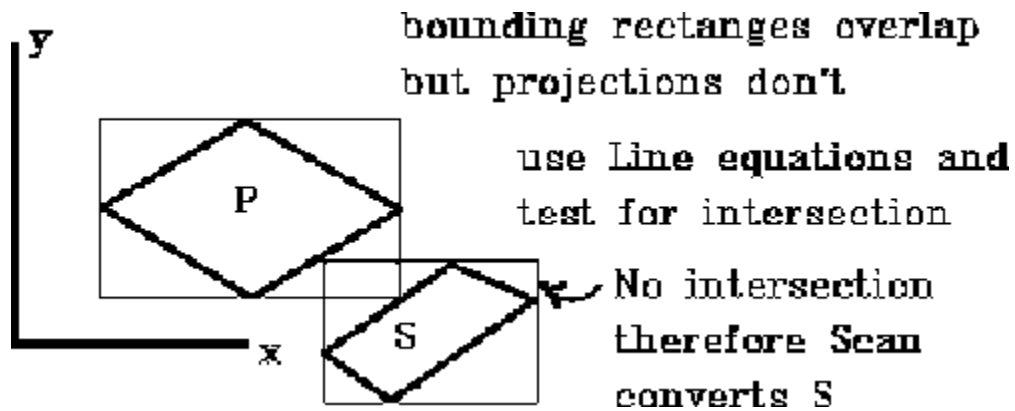 bounding rectanges overlap
but projections don't
y
use Line equations and
P
test for intersection
No intersection
S
therefore Scan
x
converts S